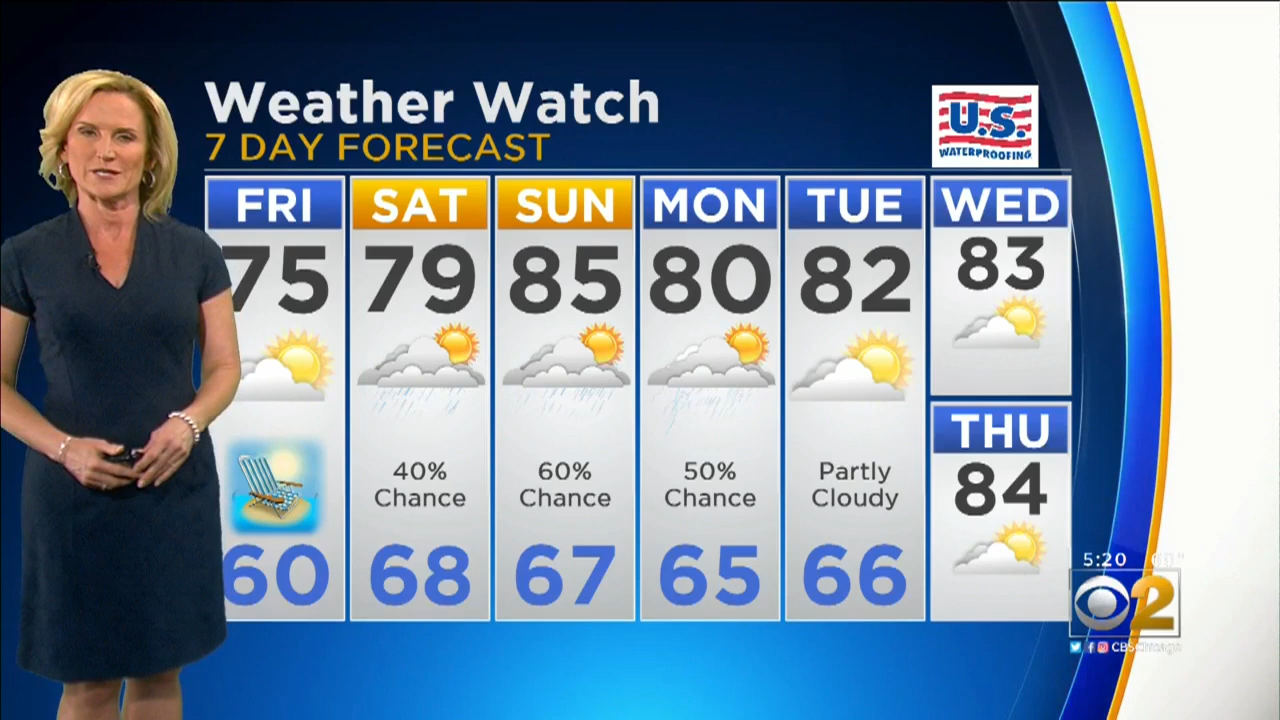 Weather Watch
7 DAY FORECAST
U.S.
WATERPROOFING
FRI
75
60
SAT
79
40%
Chance
68
SUN
85
60%
Chance
67
MON
80
50%
Chance
65
TUE
82
Partly
Cloudy
66
WED
83
THU
84
5:20
2
CBSChicago